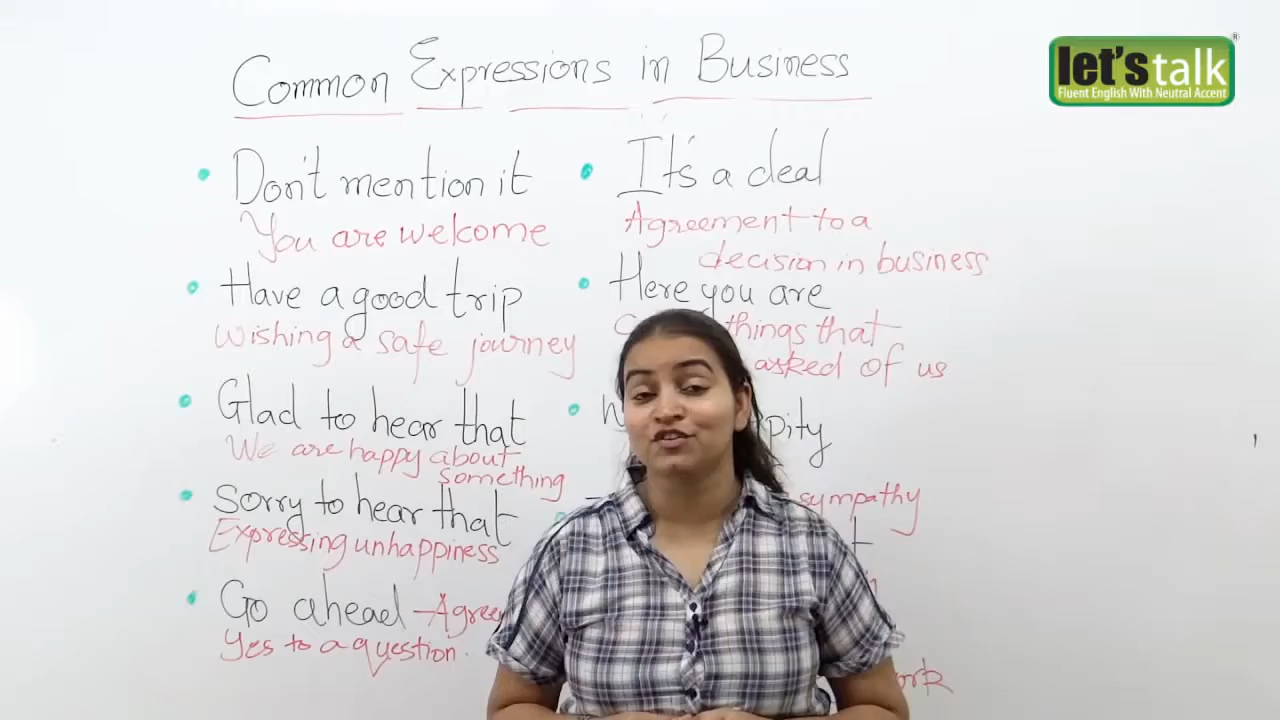 Common Expressions in Business
let's talk ®
Fluent English With Neutral Accent
Don't mention it
You are welcome
Have a good trip
Wishing a safe journey
Glad to hear that
We are happy about
something
Sorry to hear that
Expressing unhappiness
Go ahead -
Yes to a question.
It's a deal
Agreement to a
decision in business
Here you are
things that
asked of us
sympathy